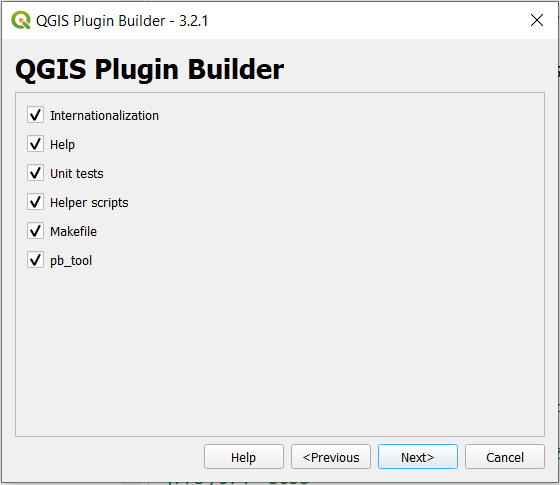 QGIS Plugin Builder - 3.2.1
QGIS Plugin Builder
Internationalization
Help
Unit tests
Helper scripts
Makefile
pb_tool
Help
<Previous
Next>
Cancel